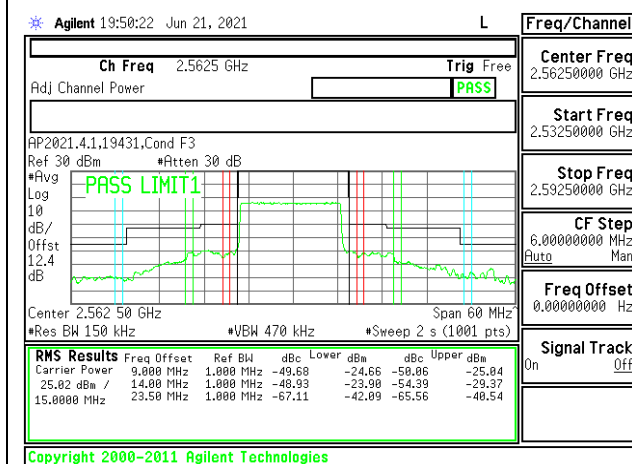 Agilent 19:50:22 Jun 21, 2021 L
Freq/Channel
Ch Freq 2.5625 GHz Trig Free
Adj Channel Power PASS
AP2021.4.1,19431,Cond F3
Ref 30 dBm #Atten 30 dB
#Avg
Log
10
dB/
Offst
12.4
dB
PASS LIMIT1
Center 2.562 50 GHz Span 60 MHz^
#Res BW 150 kHz #VBW 470 kHz #Sweep 2 s (1001 pts)
RMS Results Freq Offset Ref BW dBc Lower dBm dBc Upper dBm
Carrier Power 9.000 MHz 1.000 MHz -49.68 -24.66 -50.06 -25.04
25.02 dBm / 14.00 MHz 1.000 MHz -48.93 -23.90 -54.39 -29.37
15.0000 MHz 23.50 MHz 1.000 MHz -67.11 -42.09 -65.56 -40.54
Center Freq
2.56250000 GHz
Start Freq
2.53250000 GHz
Stop Freq
2.59250000 GHz
CF Step
6.00000000 MHz
Auto Man
Freq Offset
0.00000000 Hz
Signal Track
On Off
Copyright 2000-2011 Agilent Technologies